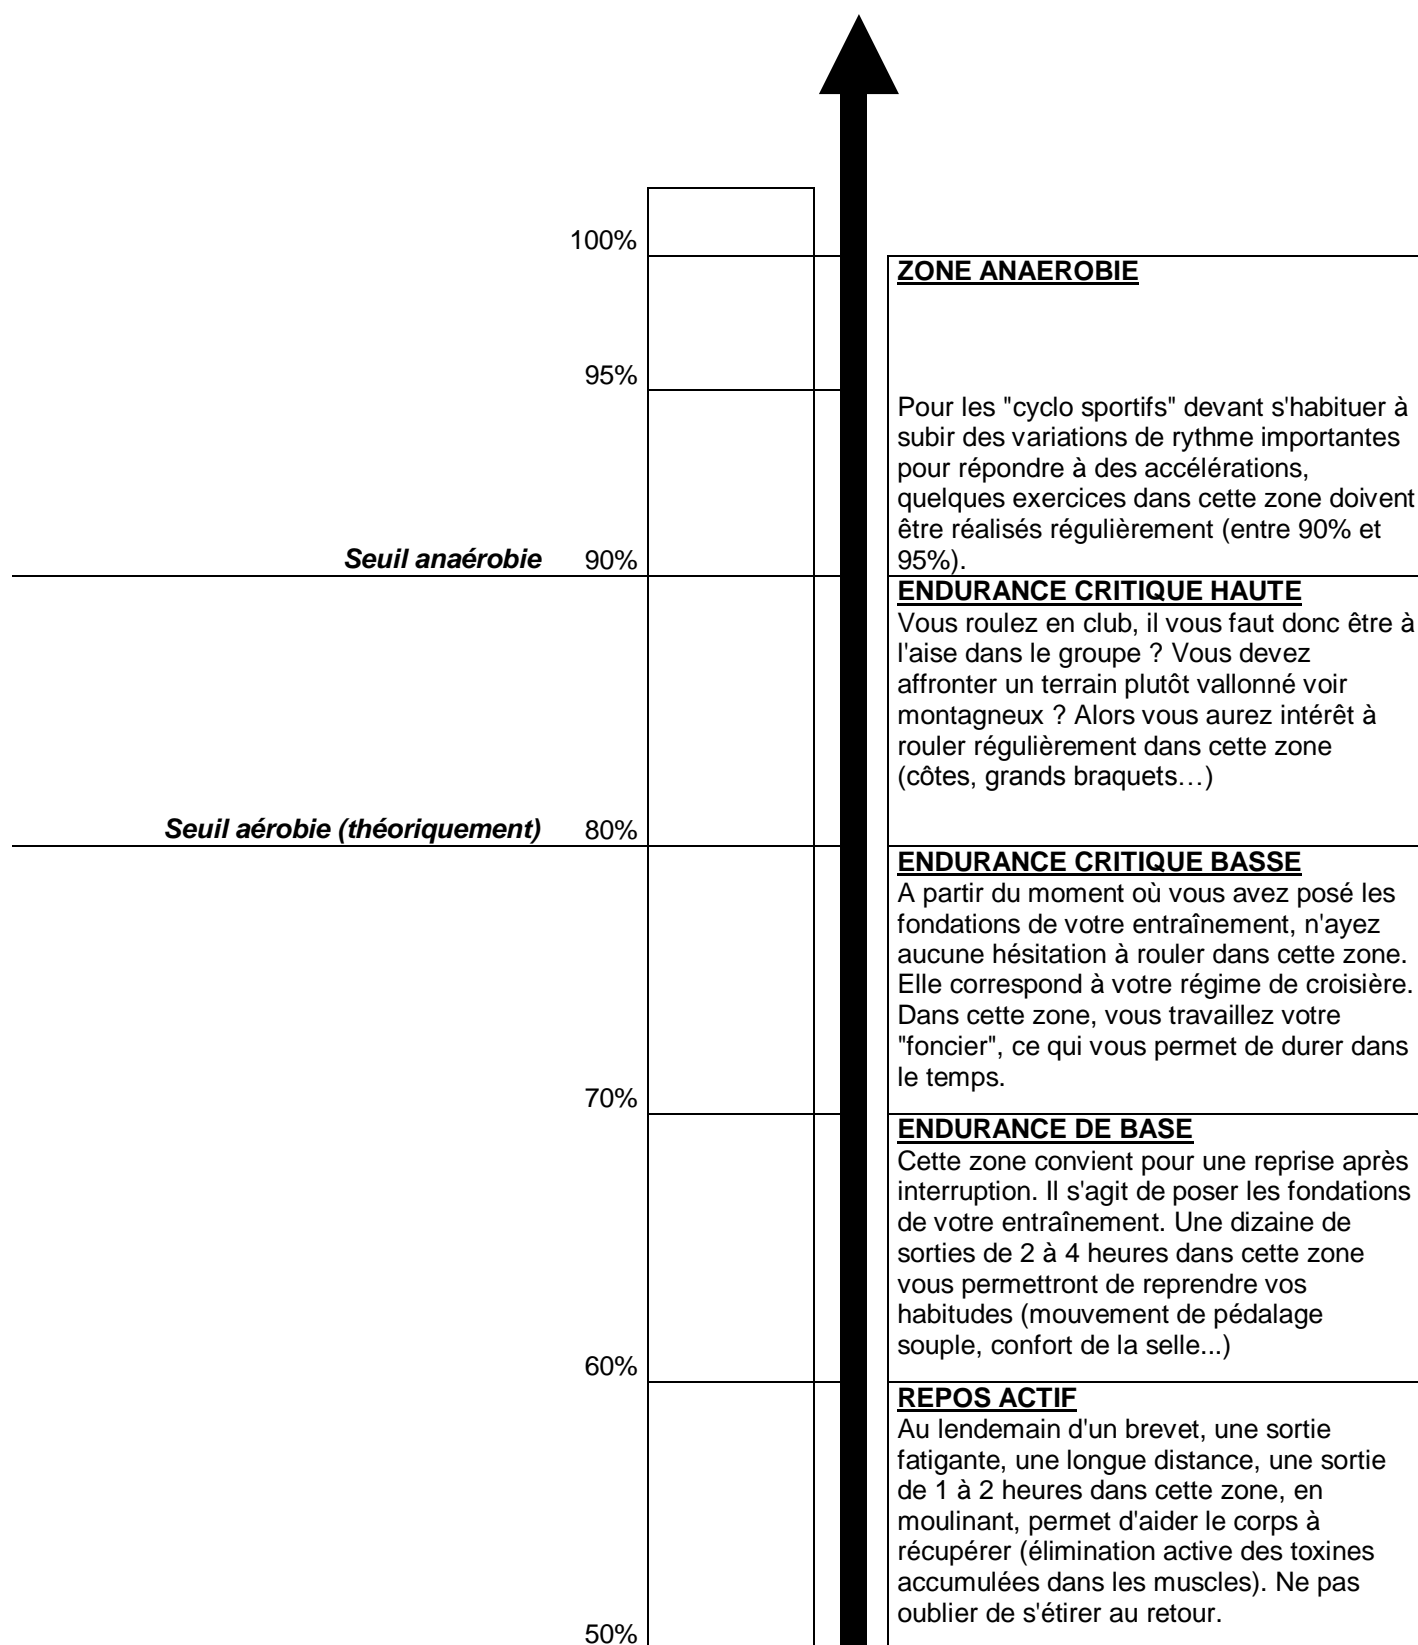 100%
ZONE ANAEROBIE
95%
Pour les "cyclo sportifs" devant s'habituer à
subir des variations de rythme importantes
pour répondre à des accélérations,
quelques exercices dans cette zone doivent
être réalisés régulièrement (entre 90% et
95%).
Seuil anaérobie 90%
ENDURANCE CRITIQUE HAUTE
Vous roulez en club, il vous faut donc être à
l'aise dans le groupe ? Vous devez
affronter un terrain plutôt vallonné voir
montagneux ? Alors vous aurez intérêt à
rouler régulièrement dans cette zone
(côtes, grands braquets…)
Seuil aérobie (théoriquement) 80%
ENDURANCE CRITIQUE BASSE
A partir du moment où vous avez posé les
fondations de votre entraînement, n'ayez
aucune hésitation à rouler dans cette zone.
Elle correspond à votre régime de croisière.
Dans cette zone, vous travaillez votre
"foncier", ce qui vous permet de durer dans
le temps.
70%
ENDURANCE DE BASE
Cette zone convient pour une reprise après
interruption. Il s'agit de poser les fondations
de votre entraînement. Une dizaine de
sorties de 2 à 4 heures dans cette zone
vous permettront de reprendre vos
habitudes (mouvement de pédalage
souple, confort de la selle...)
60%
REPOS ACTIF
Au lendemain d'un brevet, une sortie
fatigante, une longue distance, une sortie
de 1 à 2 heures dans cette zone, en
moulinant, permet d'aider le corps à
récupérer (élimination active des toxines
accumulées dans les muscles). Ne pas
oublier de s'étirer au retour.
50%